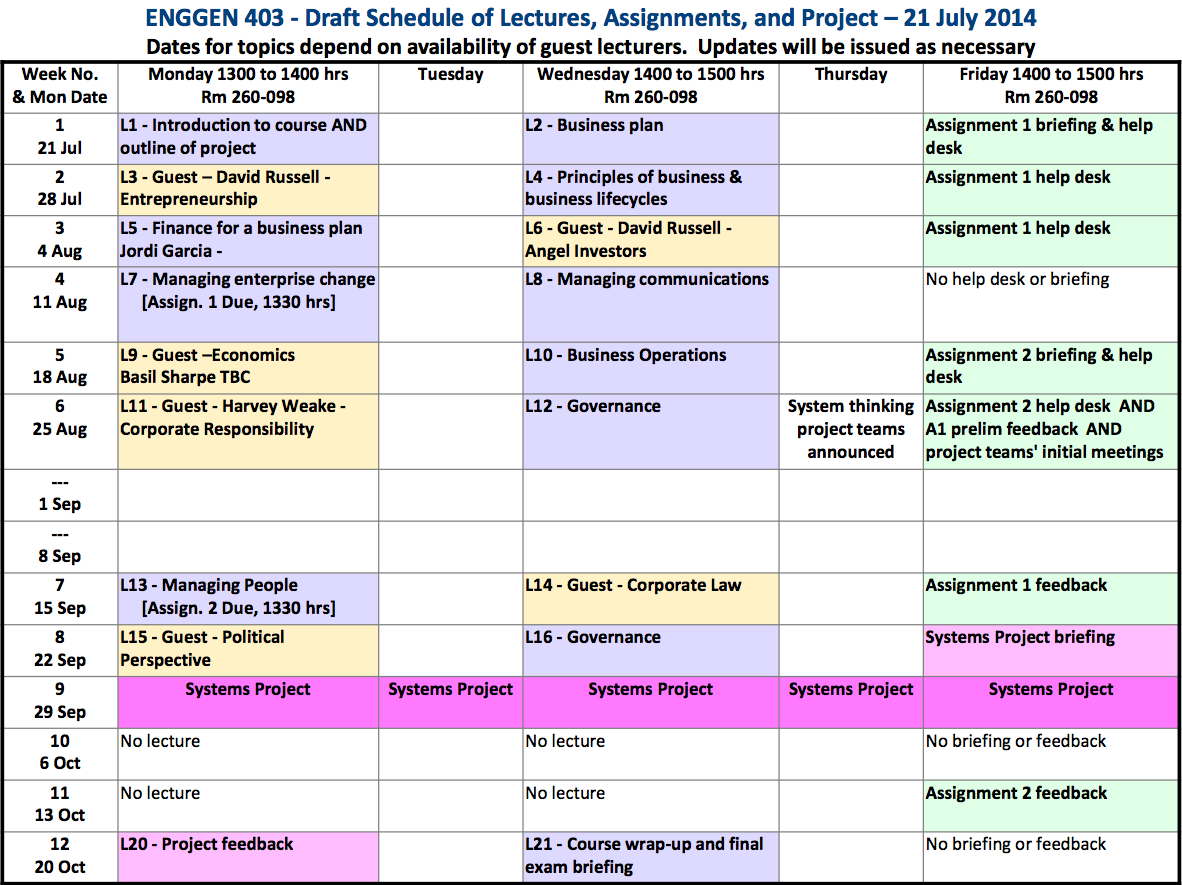 ENGGEN 403 - Draft Schedule of Lectures, Assignments, and Project – 21 July 2014
Dates for topics depend on availability of guest lecturers.  Updates will be issued as necessary
Week No.
& Mon Date
Monday 1300 to 1400 hrs
Rm 260-098
Tuesday
Wednesday 1400 to 1500 hrs
Rm 260-098
Thursday
Friday 1400 to 1500 hrs
Rm 260-098
1
21 Jul
L1 - Introduction to course AND
outline of project
L2 - Business plan
Assignment 1 briefing & help
desk
2
28 Jul
L3 - Guest – David Russell -
Entrepreneurship
L4 - Principles of business &
business lifecycles
Assignment 1 help desk
3
4 Aug
L5 - Finance for a business plan
Jordi Garcia -
L6 - Guest - David Russell -
Angel Investors
Assignment 1 help desk
4
11 Aug
L7 - Managing enterprise change
[Assign. 1 Due, 1330 hrs]
L8 - Managing communications
No help desk or briefing
5
18 Aug
L9 - Guest –Economics
Basil Sharpe TBC
L10 - Business Operations
Assignment 2 briefing & help
desk
6
25 Aug
L11 - Guest - Harvey Weake -
Corporate Responsibility
L12 - Governance
System thinking
project teams
announced
Assignment 2 help desk  AND
A1 prelim feedback  AND
project teams' initial meetings
---
1 Sep
---
8 Sep
7
15 Sep
L13 - Managing People
[Assign. 2 Due, 1330 hrs]
L14 - Guest - Corporate Law
Assignment 1 feedback
8
22 Sep
L15 - Guest - Political
Perspective
L16 - Governance
Systems Project briefing
9
29 Sep
Systems Project
Systems Project
Systems Project
Systems Project
Systems Project
10
6 Oct
No lecture
No lecture
No briefing or feedback
11
13 Oct
No lecture
No lecture
Assignment 2 feedback
12
20 Oct
L20 - Project feedback
L21 - Course wrap-up and final
exam briefing
No briefing or feedback